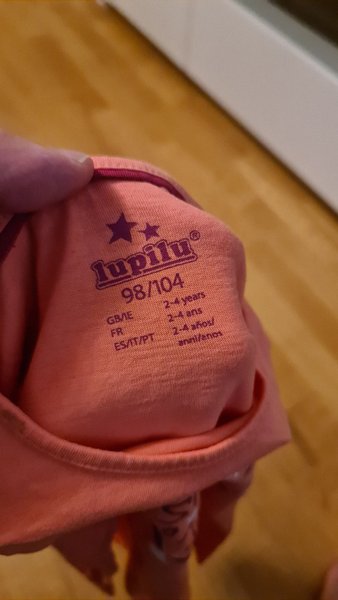 lupilu®
98/104
GB/IE 2-4 years
FR 2-4 ans
ES/IT/PT 2-4 años/
anni/anos